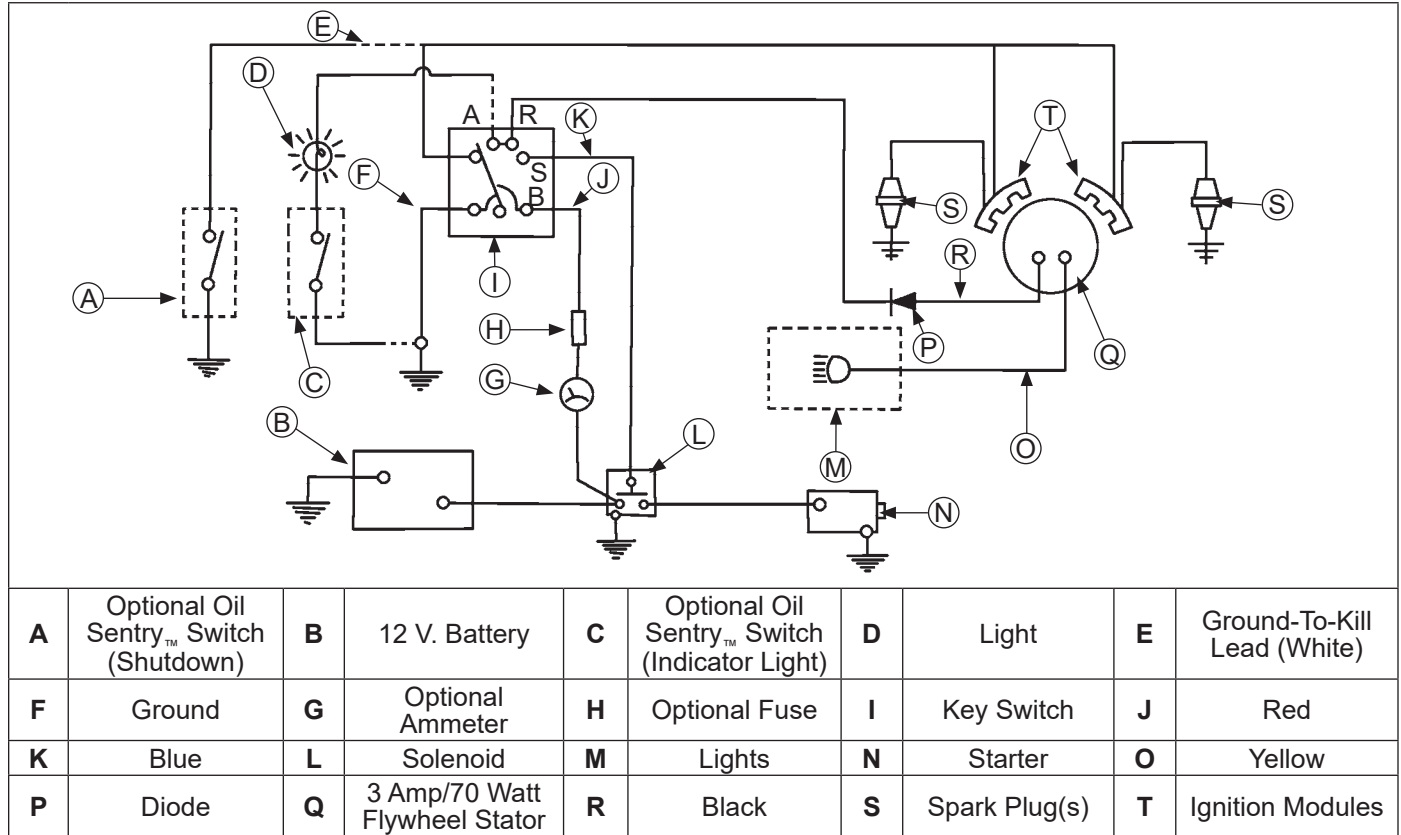 E
D
A R
K
T
S
F
J
B
S
S
R
A
I
H
P
Q
C
G
B
L
M
O
N
A Optional Oil Sentry™ Switch (Shutdown) B 12 V. Battery C Optional Oil Sentry™ Switch (Indicator Light) D Light E Ground-To-Kill Lead (White)
F Ground G Optional Ammeter H Optional Fuse I Key Switch J Red
K Blue L Solenoid M Lights N Starter O Yellow
P Diode Q 3 Amp/70 Watt Flywheel Stator R Black S Spark Plug(s) T Ignition Modules